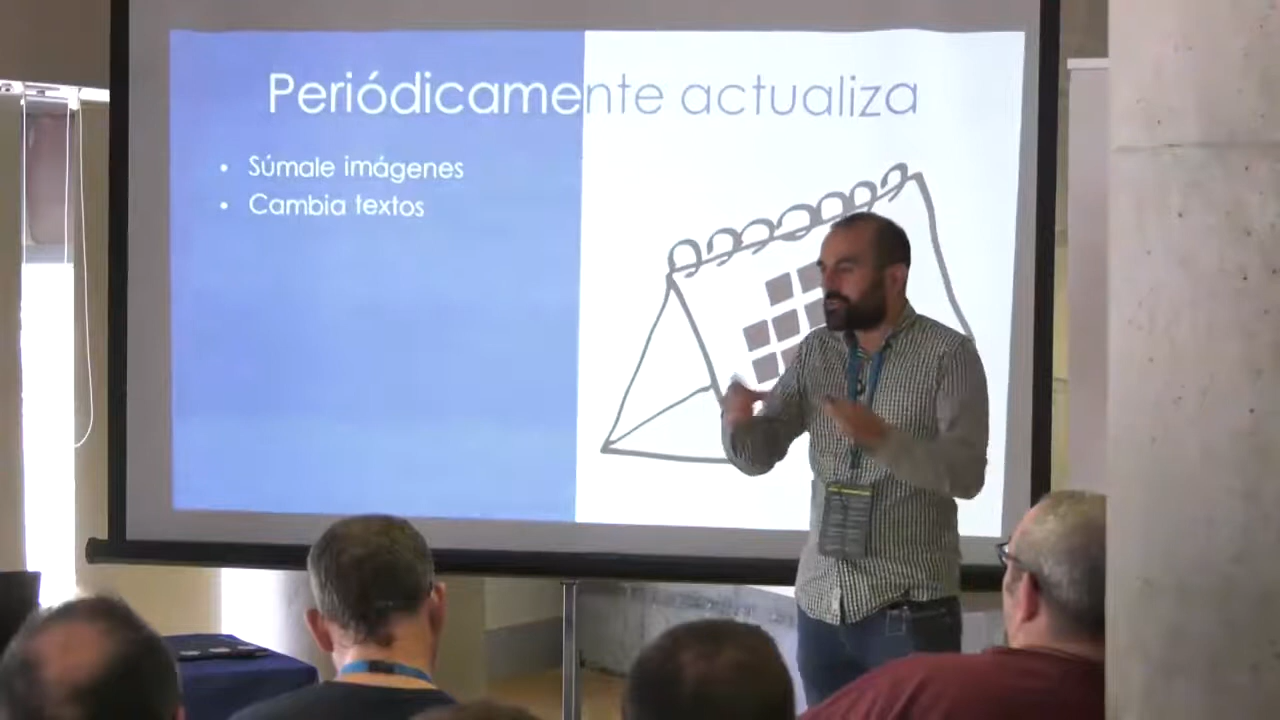 Periódicamente actualiza
• Súmale imágenes
• Cambia textos